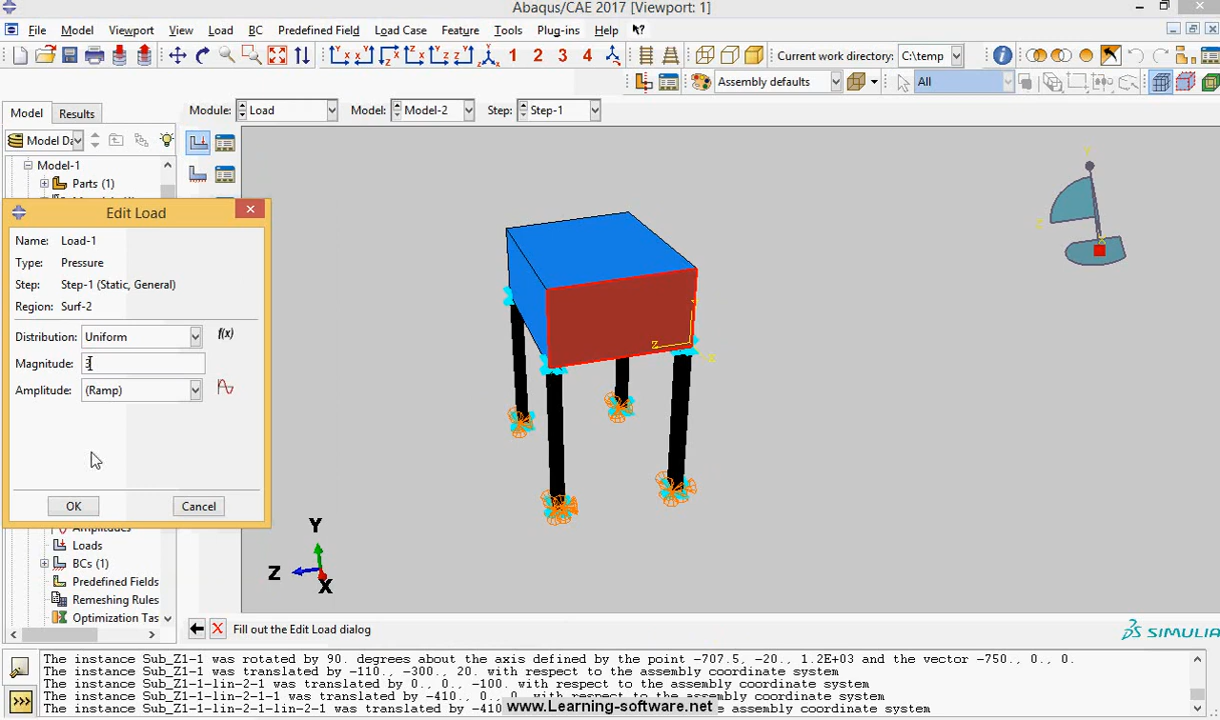 Abaqus/CAE 2017 [Viewport: 1]
File Model Viewport View Load BC Predefined Field Load Case Feature Tools Plug-ins Help
1 2 3 4 Current work directory: C:\temp
Assembly defaults All
Model Results
Module: Load Model: Model-2 Step: Step-1
Model Da
Model-1
Parts (1)
Edit Load
Name: Load-1
Type: Pressure
Step: Step-1 (Static, General)
Region: Surf-2
Distribution: Uniform f(x)
Magnitude: 3
Amplitude: (Ramp)
OK Cancel
Amplitudes
Loads
BCs (1)
Predefined Fields
Remeshing Rules
Optimization Tas
Y
Z
X
Z
Fill out the Edit Load dialog
SIMULIA
The instance Sub_Z1-1 was rotated by 90. degrees about the axis defined by the point -707.5, -20., 1.2E+03 and the vector -750., 0., 0.
The instance Sub_Z1-1 was translated by -110., -300., 20. with respect to the assembly coordinate system
The instance Sub_Z1-1-lin-2-1 was translated by 0., 0., -100. with respect to the assembly coordinate system
The instance Sub_Z1-1-lin-2-1-1 was translated by -410., 0., 0. with respect to the assembly coordinate system
The instance Sub_Z1-1-lin-2-1-lin-2-1 was translated by -410
www.Learning-software.net